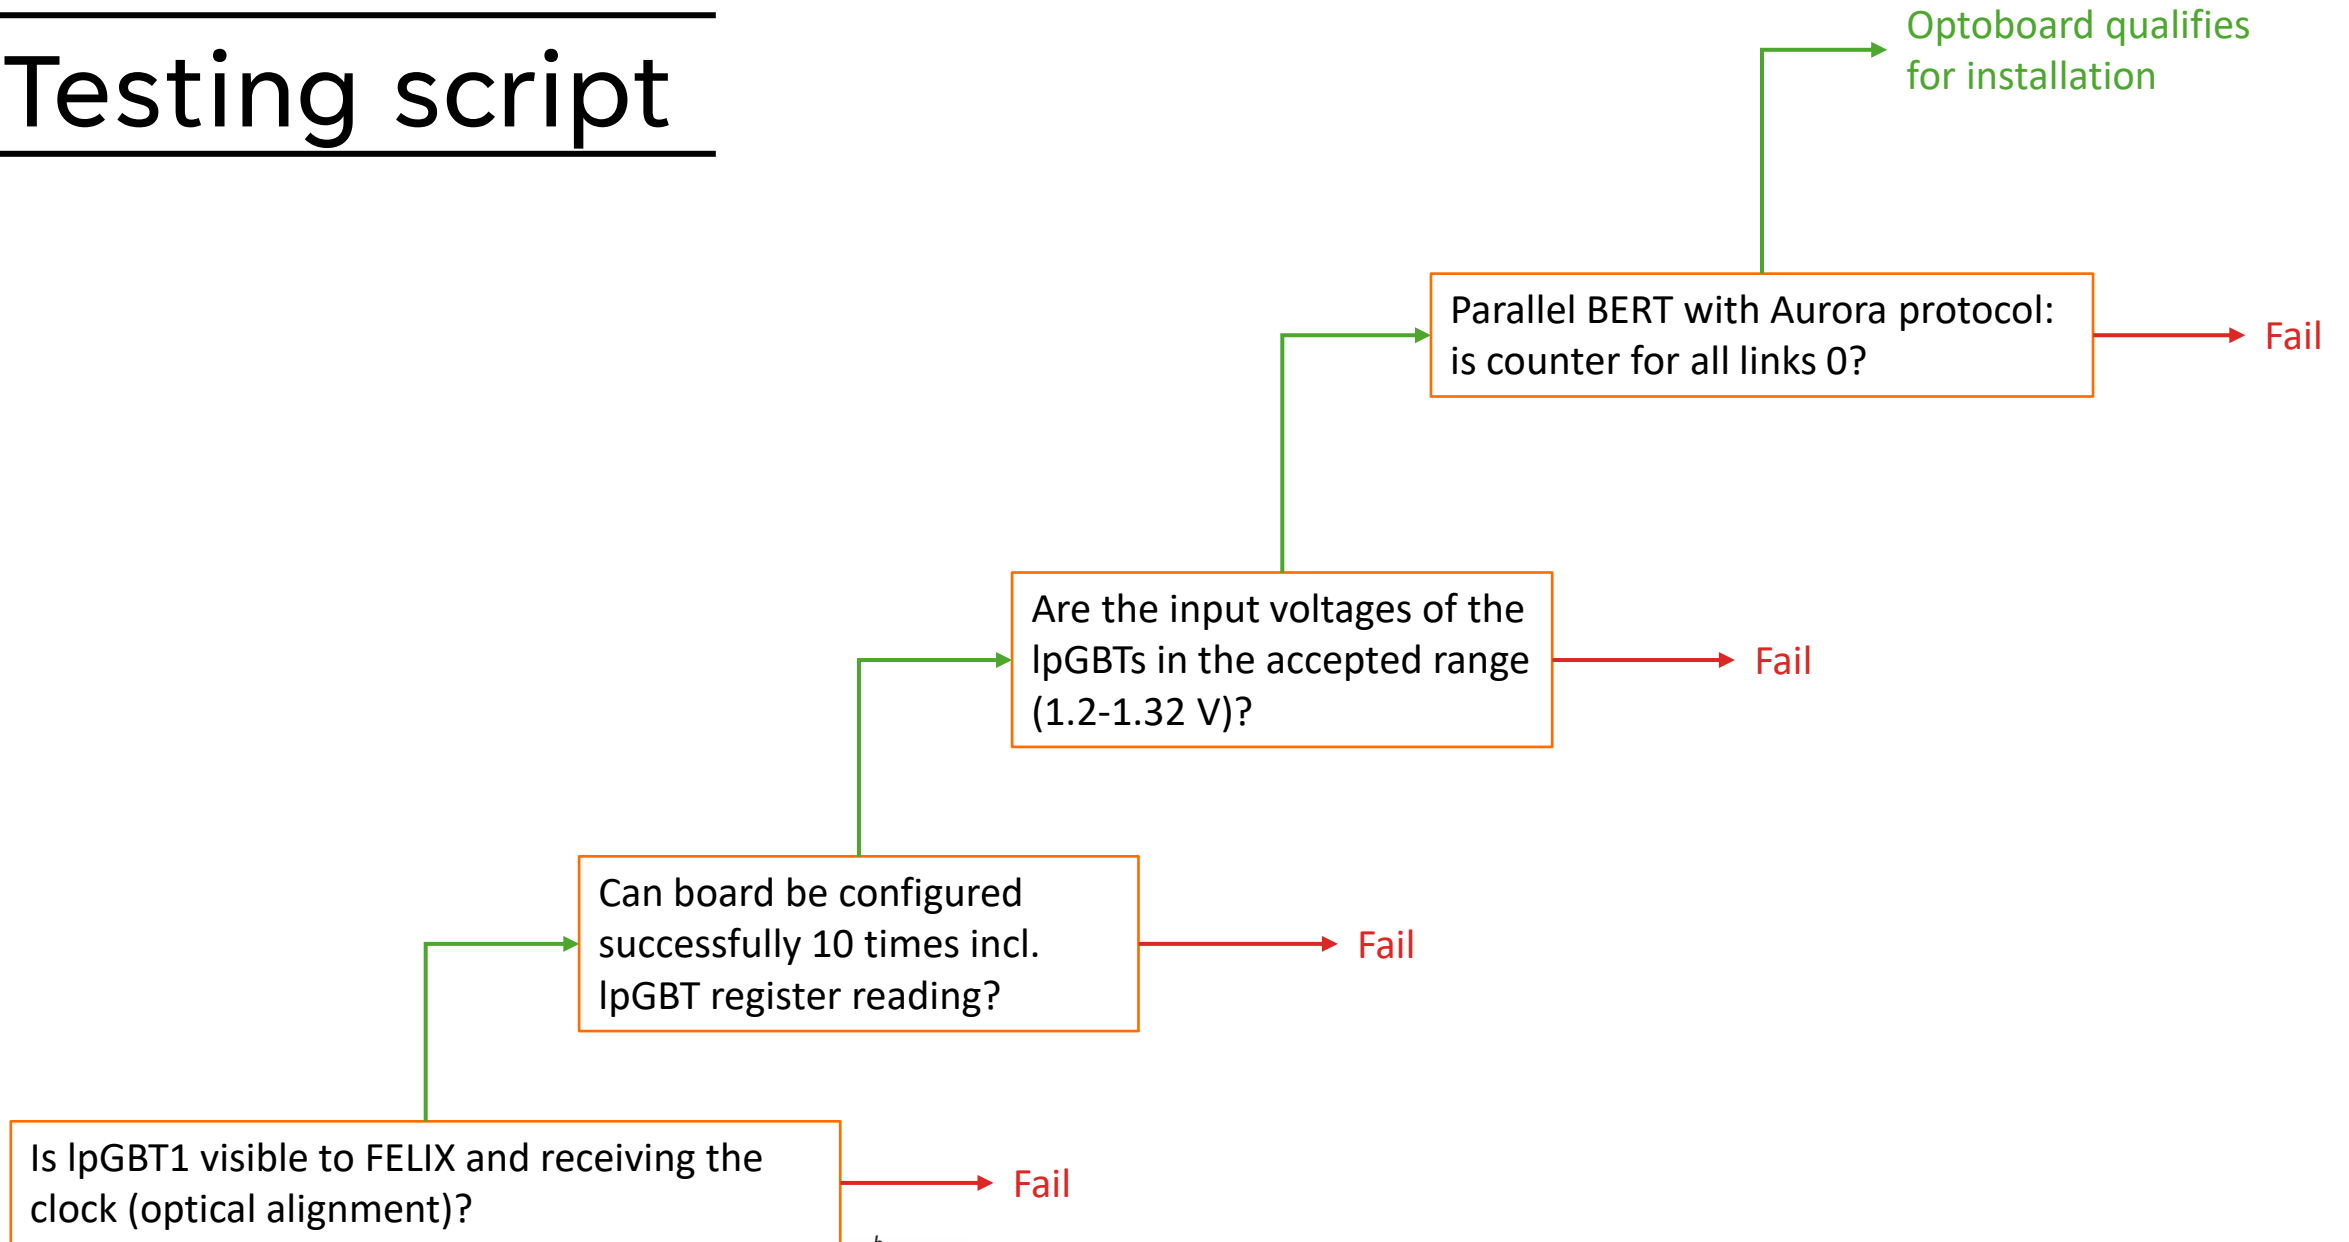 Testing script
Optoboard qualifies
for installation
Parallel BERT with Aurora protocol:
is counter for all links 0?
Fail
Are the input voltages of the
lpGBTs in the accepted range
(1.2-1.32 V)?
Fail
Can board be configured
successfully 10 times incl.
lpGBT register reading?
Fail
Is lpGBT1 visible to FELIX and receiving the
clock (optical alignment)?
Fail